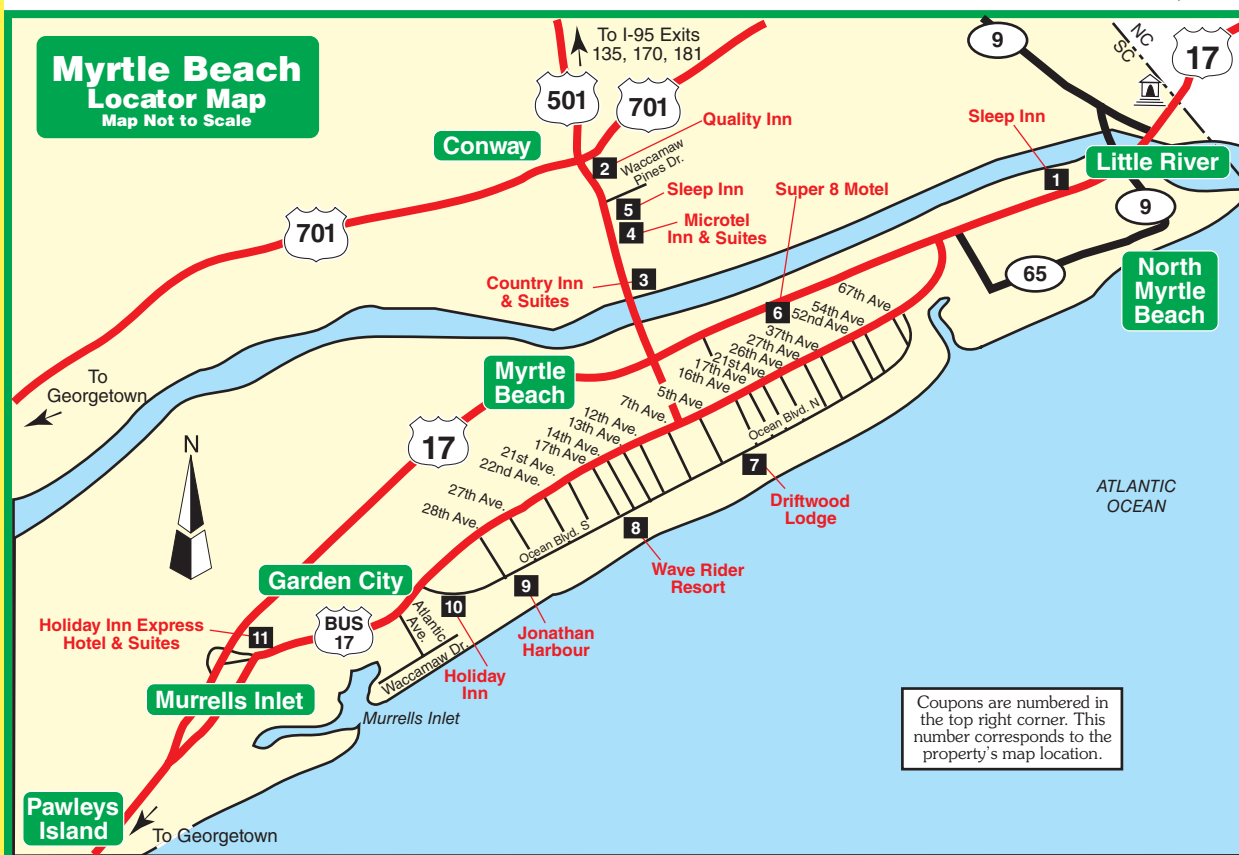 Myrtle Beach
Locator Map
Map Not to Scale
To I-95 Exits
135, 170, 181
501
701
9
NC
SC
17
Conway
2
Quality Inn
Waccamaw
Pines Dr.
Sleep Inn
1
Little River
5
Sleep Inn
4
Microtel
Inn & Suites
Super 8 Motel
9
701
3
Country Inn
& Suites
65
North
Myrtle
Beach
6
67th Ave
54th Ave
52nd Ave
37th Ave
27th Ave
26th Ave
21st Ave
17th Ave
16th Ave
5th Ave
7th Ave.
12th Ave.
13th Ave.
14th Ave.
17th Ave.
21st Ave.
22nd Ave.
27th Ave.
28th Ave.
Myrtle
Beach
To
Georgetown
N
17
Ocean Blvd. N
7
Driftwood
Lodge
ATLANTIC
OCEAN
Ocean Blvd. S
8
Wave Rider
Resort
Garden City
9
Jonathan
Harbour
10
Holiday
Inn
Atlantic
Ave.
Waccamaw Dr.
BUS
17
Holiday Inn Express
Hotel & Suites
11
Murrells Inlet
Murrells Inlet
Coupons are numbered in
the top right corner. This
number corresponds to the
property's map location.
Pawleys
Island
To Georgetown